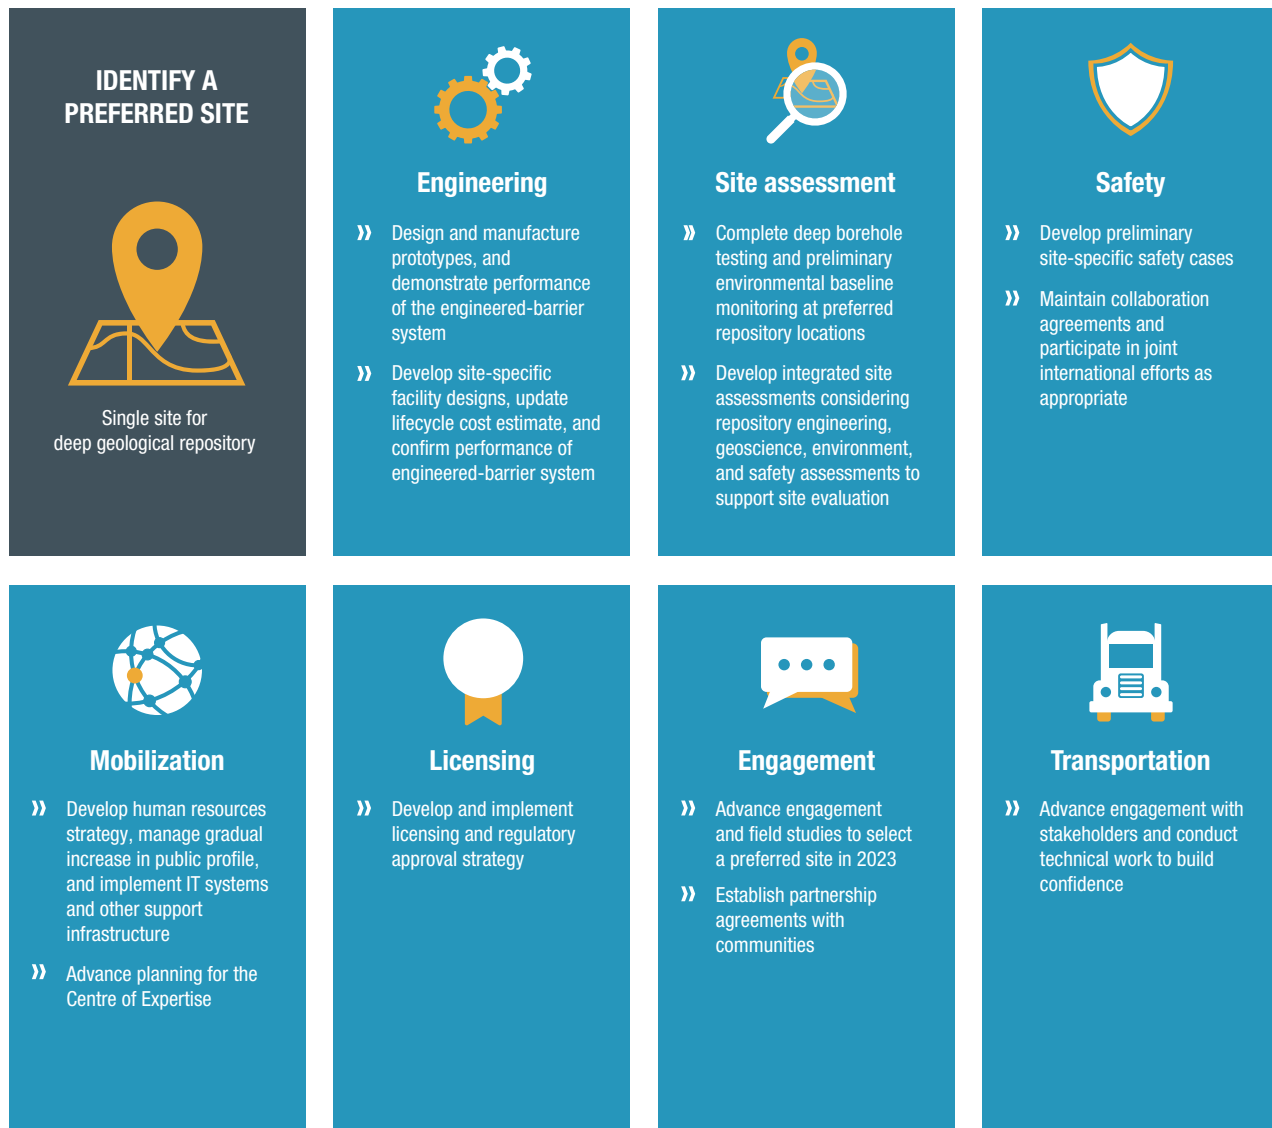 IDENTIFY A
PREFERRED SITE
Single site for
deep geological repository
Engineering
Design and manufacture
prototypes, and
demonstrate performance
of the engineered-barrier
system
Develop site-specific
facility designs, update
lifecycle cost estimate, and
confirm performance of
engineered-barrier system
Site assessment
Complete deep borehole
testing and preliminary
environmental baseline
monitoring at preferred
repository locations
Develop integrated site
assessments considering
repository engineering,
geoscience, environment,
and safety assessments to
support site evaluation
Safety
Develop preliminary
site-specific safety cases
Maintain collaboration
agreements and
participate in joint
international efforts as
appropriate
Mobilization
Develop human resources
strategy, manage gradual
increase in public profile,
and implement IT systems
and other support
infrastructure
Advance planning for the
Centre of Expertise
Licensing
Develop and implement
licensing and regulatory
approval strategy
Engagement
Advance engagement
and field studies to select
a preferred site in 2023
Establish partnership
agreements with
communities
Transportation
Advance engagement with
stakeholders and conduct
technical work to build
confidence